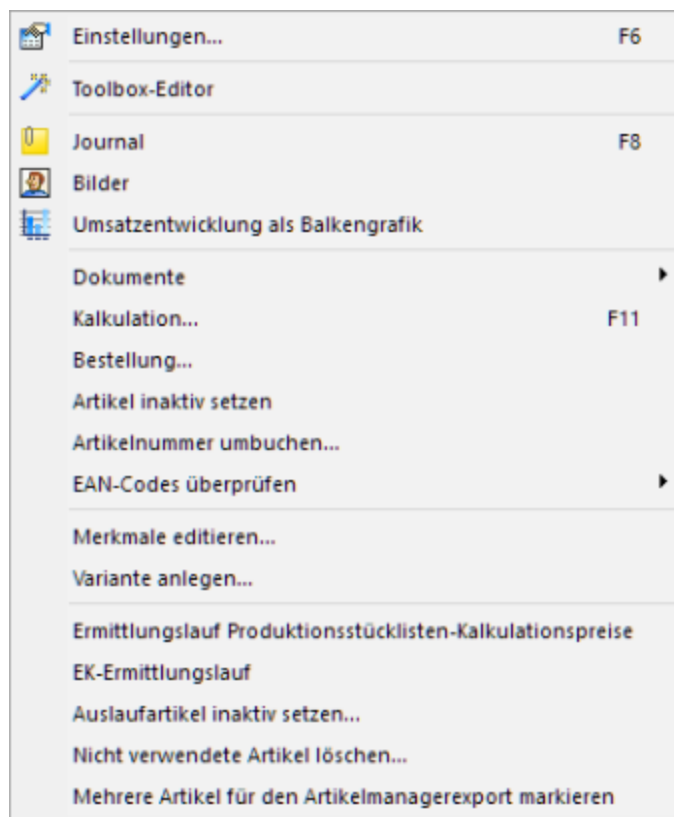 Einstellungen... F6
Toolbox-Editor
Journal F8
Bilder
Umsatzentwicklung als Balkengrafik
Dokumente
Kalkulation... F11
Bestellung...
Artikel inaktiv setzen
Artikelnummer umbuchen...
EAN-Codes überprüfen
Merkmale editieren...
Variante anlegen...
Ermittlungslauf Produktionsstücklisten-Kalkulationspreise
EK-Ermittlungslauf
Auslaufartikel inaktiv setzen...
Nicht verwendete Artikel löschen...
Mehrere Artikel für den Artikelmanagerexport markieren